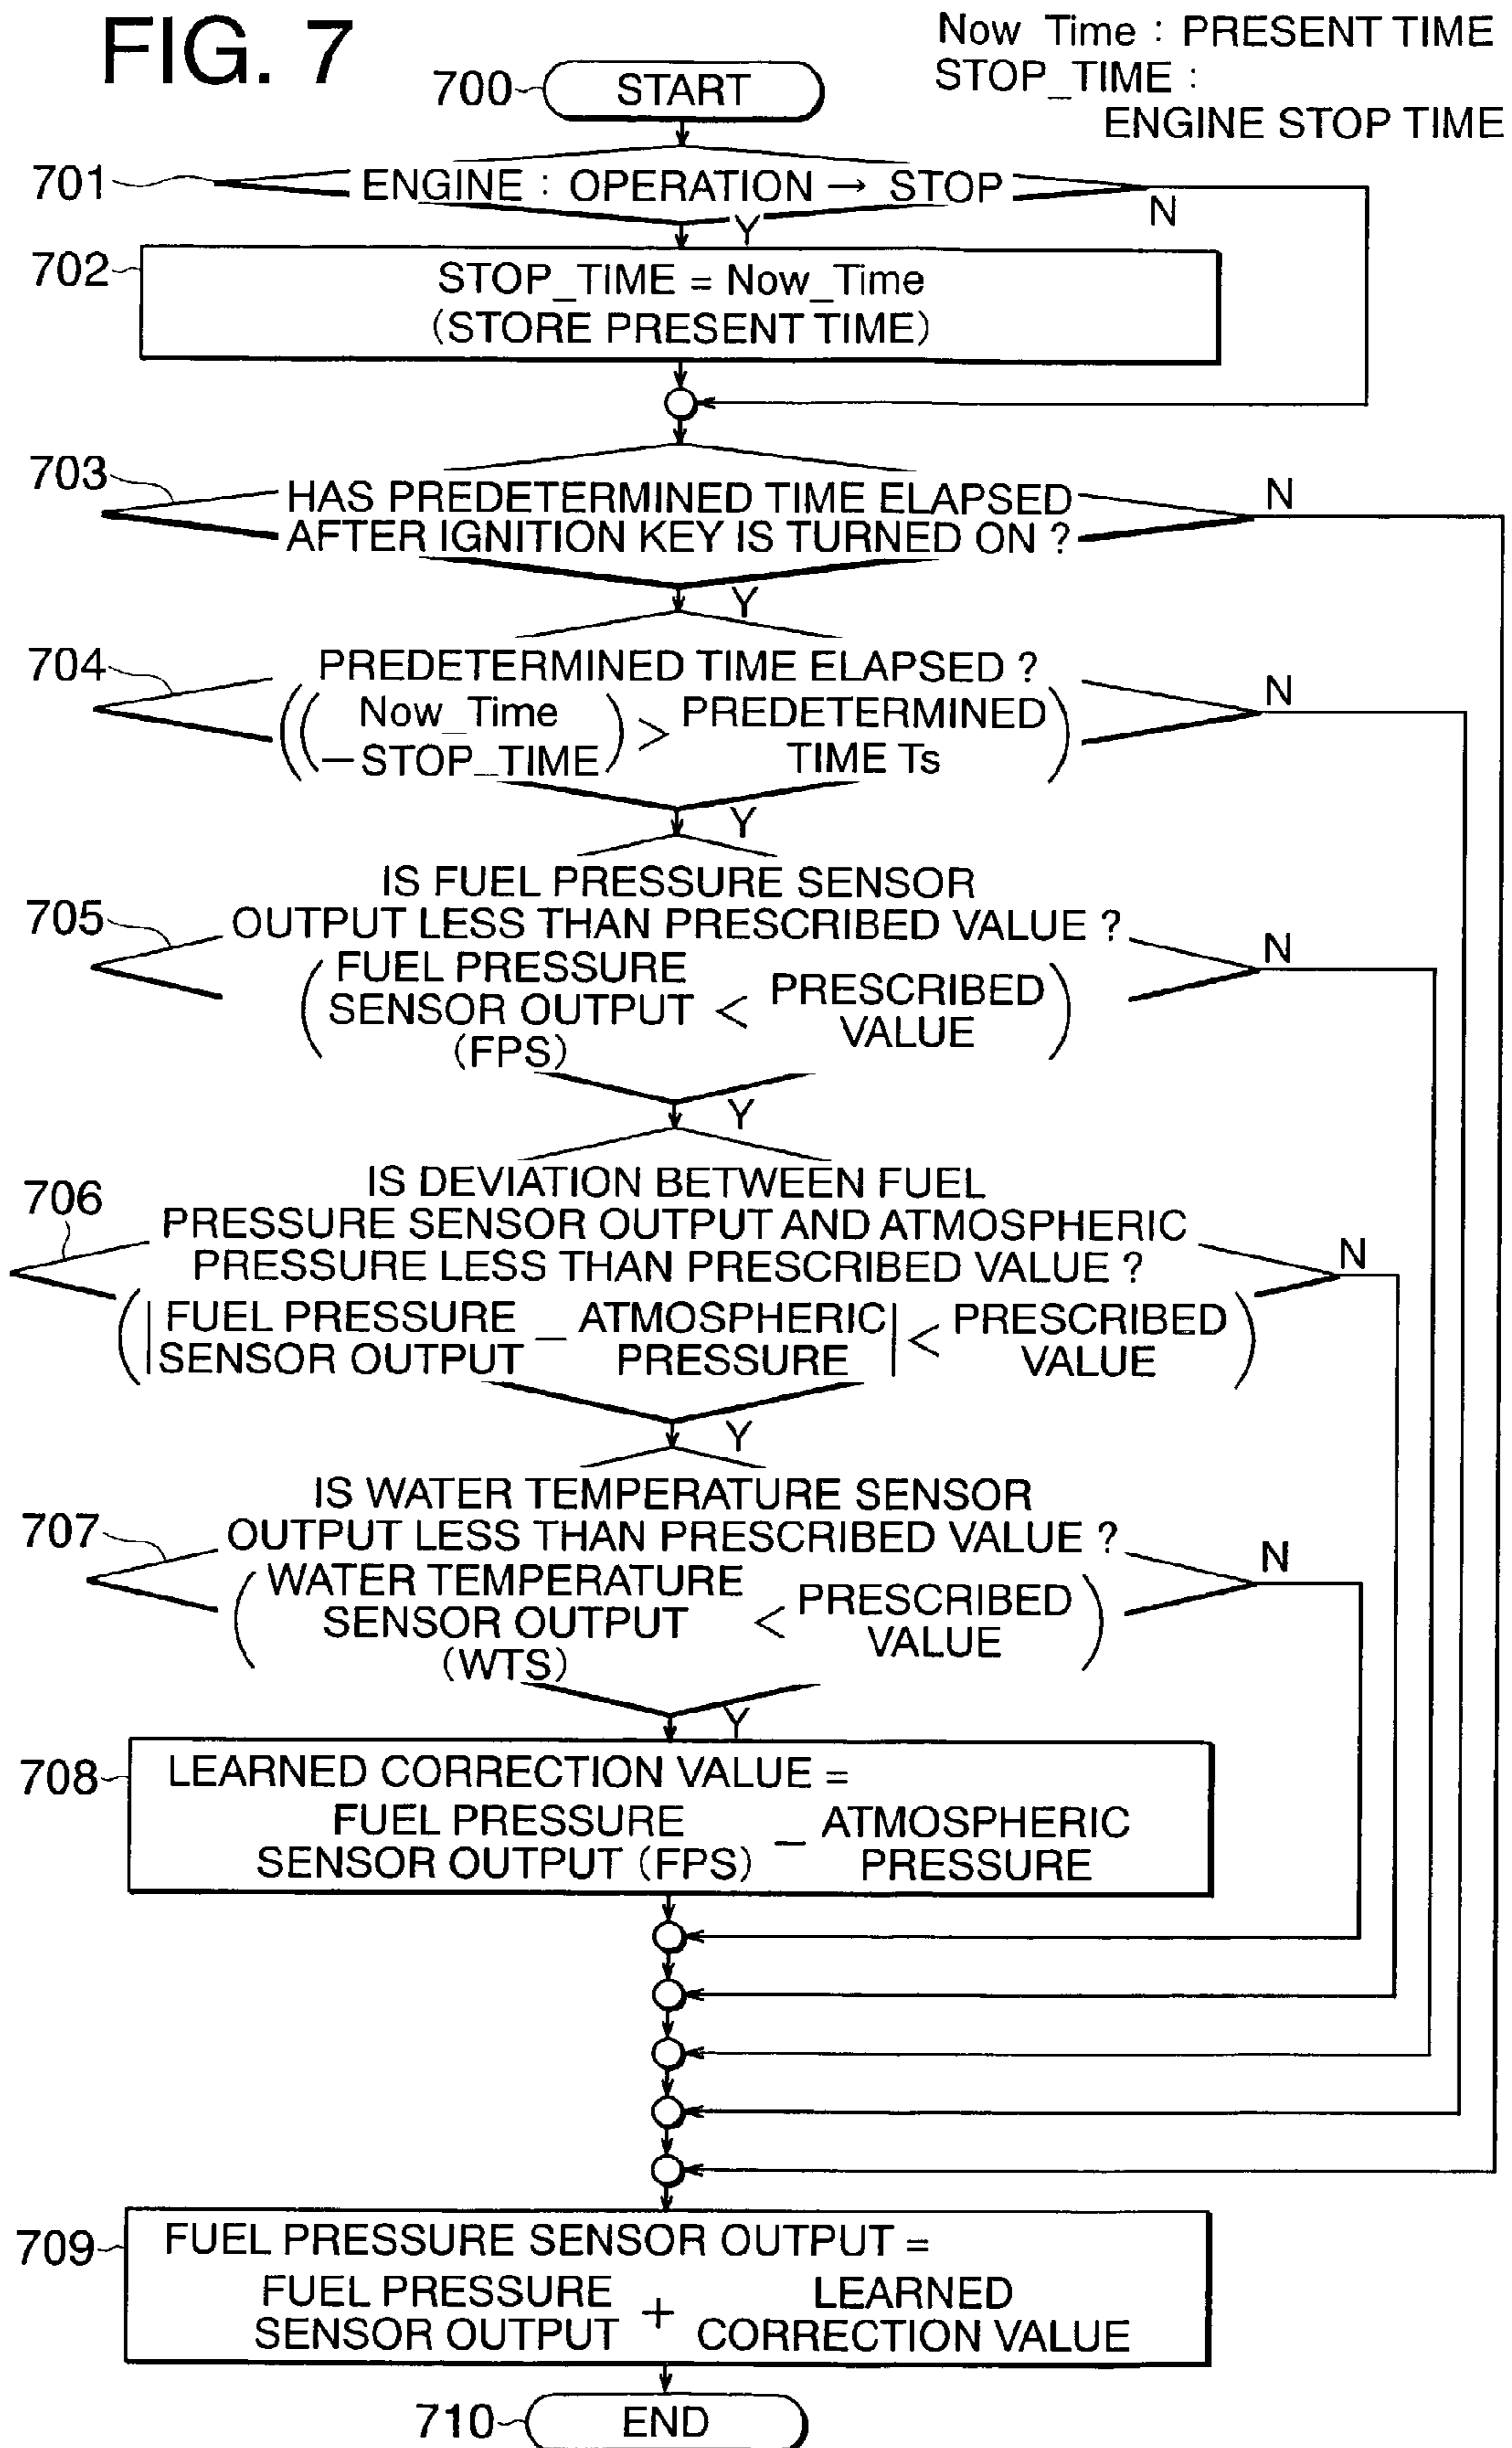 FIG. 7
Now_Time : PRESENT TIME
STOP_TIME :
ENGINE STOP TIME
700
START
701
ENGINE : OPERATION → STOP
N
Y
702
STOP_TIME = Now_Time
(STORE PRESENT TIME)
703
HAS PREDETERMINED TIME ELAPSED
AFTER IGNITION KEY IS TURNED ON ?
N
Y
704
PREDETERMINED TIME ELAPSED ?
((Now_Time
−STOP_TIME) > PREDETERMINED
TIME Ts)
N
Y
705
IS FUEL PRESSURE SENSOR
OUTPUT LESS THAN PRESCRIBED VALUE ?
(FUEL PRESSURE
SENSOR OUTPUT
(FPS) < PRESCRIBED
VALUE)
N
Y
706
IS DEVIATION BETWEEN FUEL
PRESSURE SENSOR OUTPUT AND ATMOSPHERIC
PRESSURE LESS THAN PRESCRIBED VALUE ?
(|FUEL PRESSURE
SENSOR OUTPUT − ATMOSPHERIC
PRESSURE| < PRESCRIBED
VALUE)
N
Y
707
IS WATER TEMPERATURE SENSOR
OUTPUT LESS THAN PRESCRIBED VALUE ?
(WATER TEMPERATURE
SENSOR OUTPUT
(WTS) < PRESCRIBED
VALUE)
N
Y
708
LEARNED CORRECTION VALUE =
FUEL PRESSURE
SENSOR OUTPUT (FPS) − ATMOSPHERIC
PRESSURE
709
FUEL PRESSURE SENSOR OUTPUT =
FUEL PRESSURE
SENSOR OUTPUT + LEARNED
CORRECTION VALUE
710
END